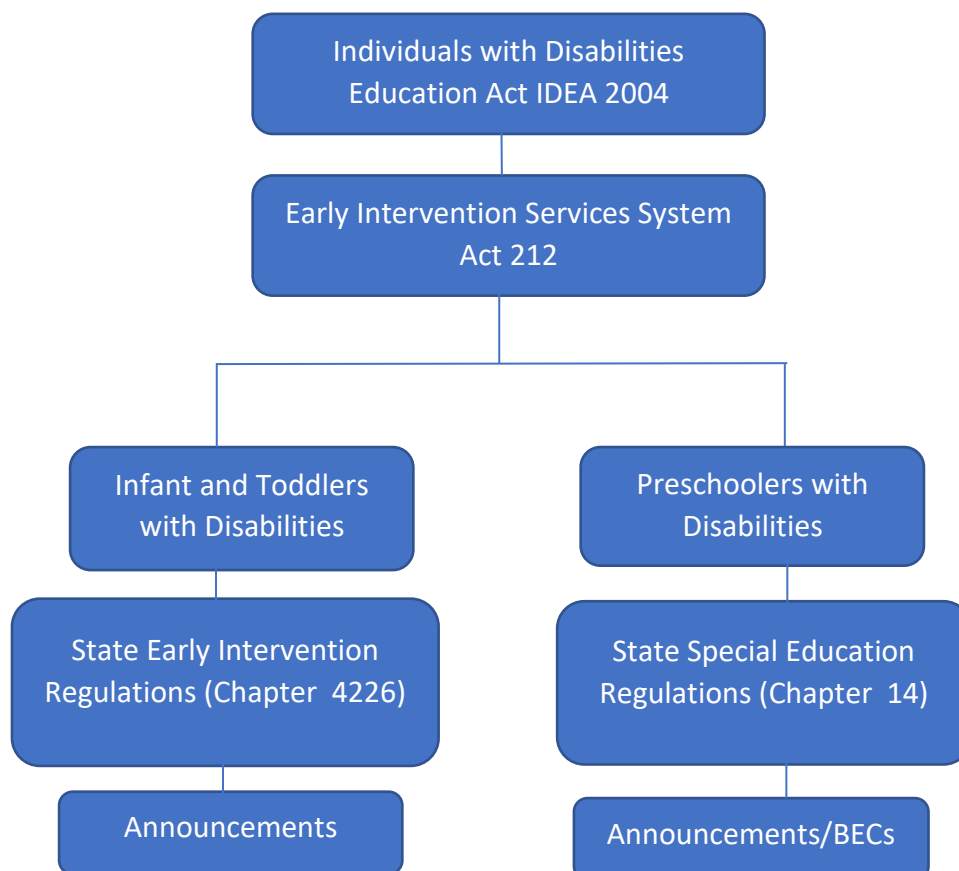 Individuals with Disabilities
Education Act IDEA 2004
Early Intervention Services System
Act 212
Infant and Toddlers
with Disabilities
Preschoolers with
Disabilities
State Early Intervention
Regulations (Chapter  4226)
State Special Education
Regulations (Chapter  14)
Announcements
Announcements/BECs